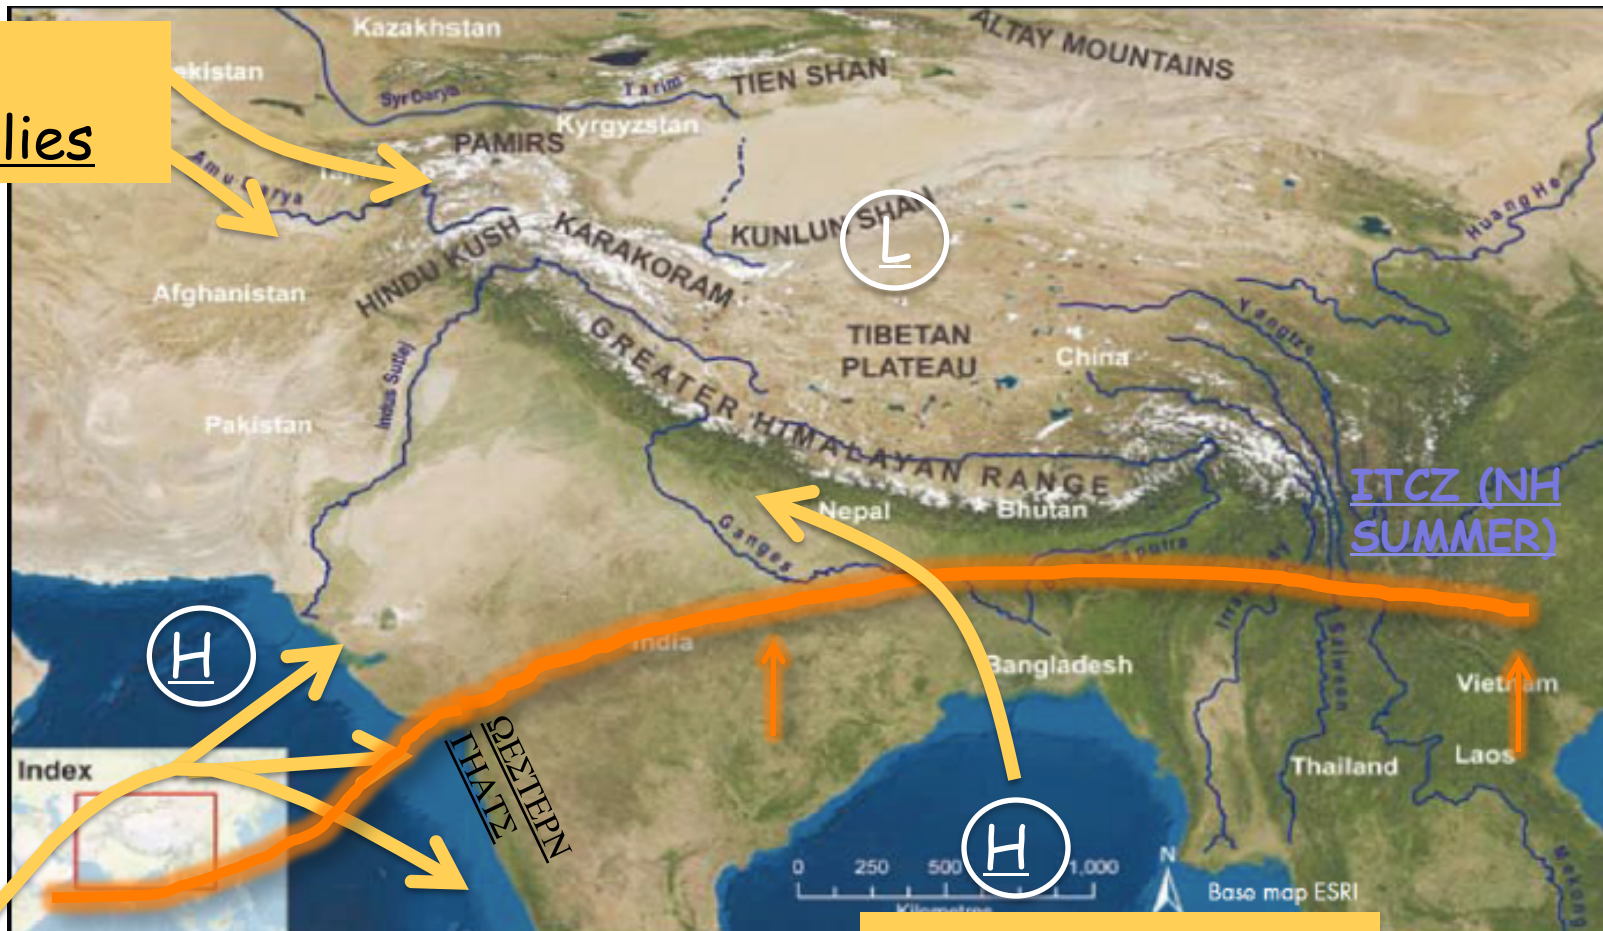 Kazakhstan
ALTAY MOUNTAINS
ekistan
TIEN SHAN
Tarim
Syr Darya
lies
Kyrgyzstan
PAMIRS
Amu Darya
Huang He
KUNLUN SHAN
L
KARAKORAM
HINDU KUSH
Afghanistan
Yangtze
TIBETAN
PLATEAU
China
GREATER HIMALAYAN RANGE
Indus Sutlej
Pakistan
ITCZ (NH
SUMMER)
Nepal
Bhutan
Ganges
India
H
Bangladesh
Salween
Vietnam
ΩΕΣΤΕΡΝ
ΓΗΑΤΣ
Laos
Thailand
Index
H
0 250 500 1,000
Kilometres
N
Base map ESRI
Mekong